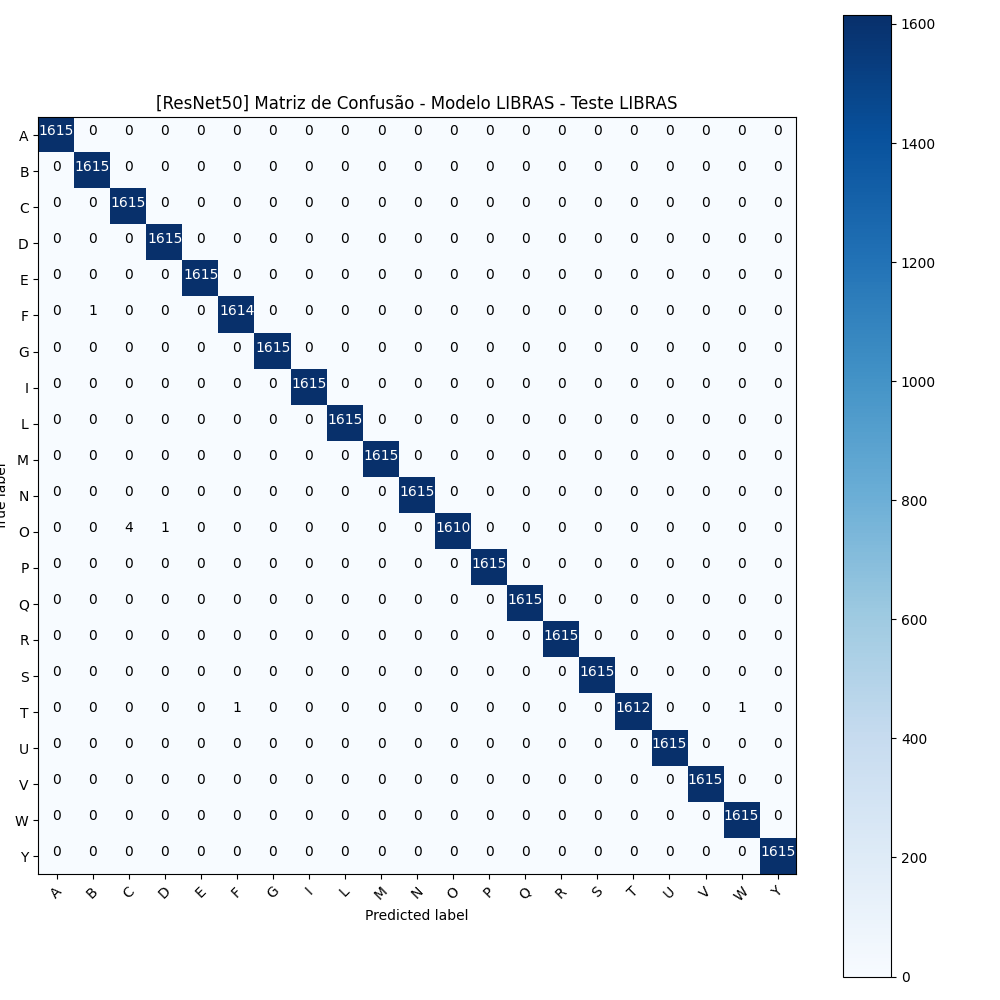 [ResNet50] Matriz de Confusão - Modelo LIBRAS - Teste LIBRAS
A 1615 0 0 0 0 0 0 0 0 0 0 0 0 0 0 0 0 0 0 0 0
B 0 1615 0 0 0 0 0 0 0 0 0 0 0 0 0 0 0 0 0 0 0
C 0 0 1615 0 0 0 0 0 0 0 0 0 0 0 0 0 0 0 0 0 0
D 0 0 0 1615 0 0 0 0 0 0 0 0 0 0 0 0 0 0 0 0 0
E 0 0 0 0 1615 0 0 0 0 0 0 0 0 0 0 0 0 0 0 0 0
F 0 1 0 0 0 1614 0 0 0 0 0 0 0 0 0 0 0 0 0 0 0
G 0 0 0 0 0 0 1615 0 0 0 0 0 0 0 0 0 0 0 0 0 0
I 0 0 0 0 0 0 0 1615 0 0 0 0 0 0 0 0 0 0 0 0 0
L 0 0 0 0 0 0 0 0 1615 0 0 0 0 0 0 0 0 0 0 0 0
M 0 0 0 0 0 0 0 0 0 1615 0 0 0 0 0 0 0 0 0 0 0
N 0 0 0 0 0 0 0 0 0 0 1615 0 0 0 0 0 0 0 0 0 0
O 0 0 4 1 0 0 0 0 0 0 0 1610 0 0 0 0 0 0 0 0 0
P 0 0 0 0 0 0 0 0 0 0 0 0 1615 0 0 0 0 0 0 0 0
Q 0 0 0 0 0 0 0 0 0 0 0 0 0 1615 0 0 0 0 0 0 0
R 0 0 0 0 0 0 0 0 0 0 0 0 0 0 1615 0 0 0 0 0 0
S 0 0 0 0 0 0 0 0 0 0 0 0 0 0 0 1615 0 0 0 0 0
T 0 0 0 0 0 1 0 0 0 0 0 0 0 0 0 0 1612 0 0 1 0
U 0 0 0 0 0 0 0 0 0 0 0 0 0 0 0 0 0 1615 0 0 0
V 0 0 0 0 0 0 0 0 0 0 0 0 0 0 0 0 0 0 1615 0 0
W 0 0 0 0 0 0 0 0 0 0 0 0 0 0 0 0 0 0 0 1615 0
Y 0 0 0 0 0 0 0 0 0 0 0 0 0 0 0 0 0 0 0 0 1615
A B C D E F G I L M N O P Q R S T U V W Y
Predicted label
label
1600
1400
1200
1000
800
600
400
200
0